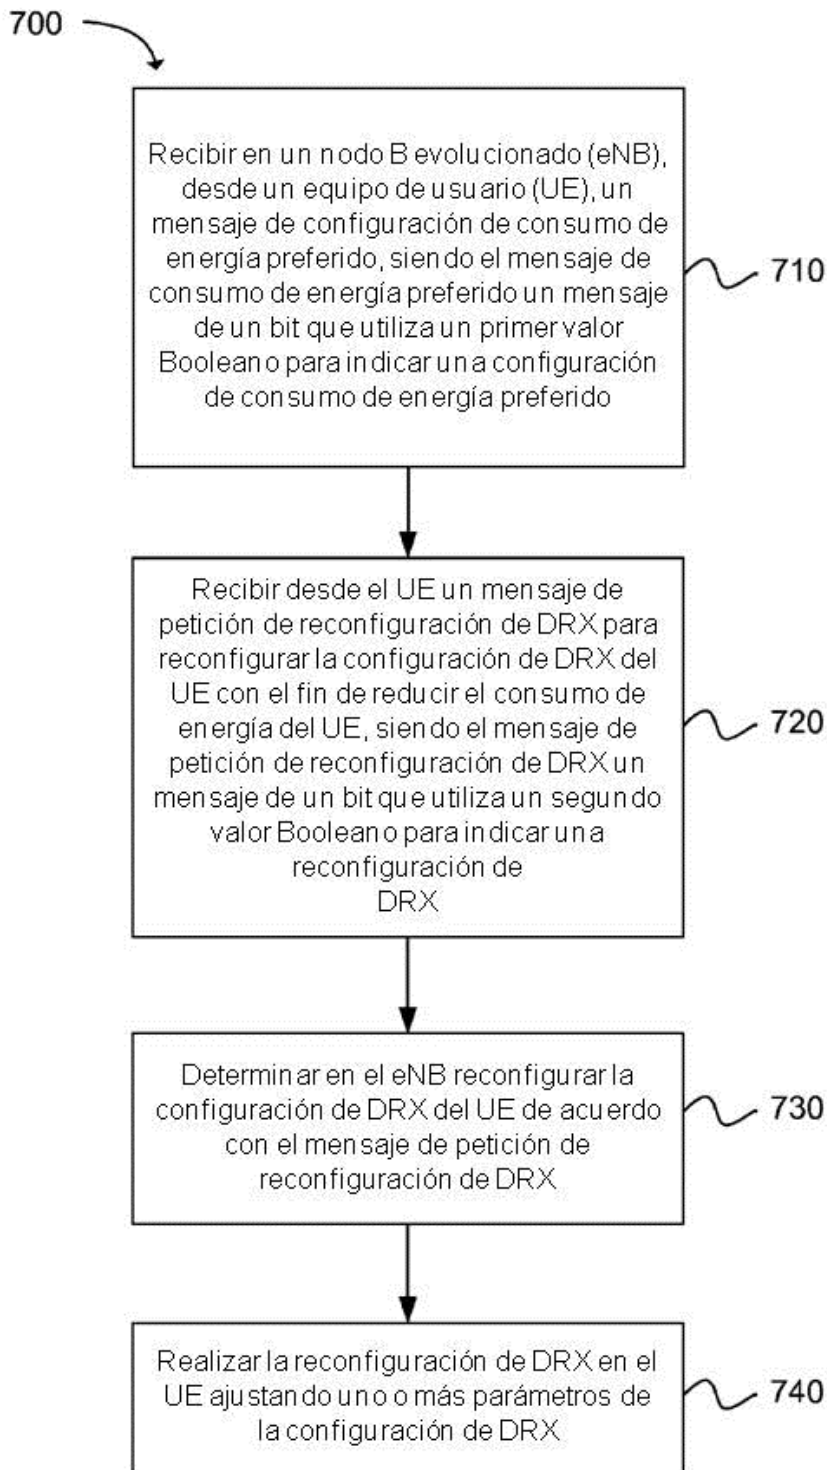 700
Recibir en un nodo B evolucionado (eNB),
desde un equipo de usuario (UE), un
mensaje de configuración de consumo de
energía preferido, siendo el mensaje de
consumo de energía preferido un mensaje
de un bit que utiliza un primer valor
Booleano para indicar una configuración
de consumo de energía preferido
710
Recibir desde el UE un mensaje de
petición de reconfiguración de DRX para
reconfigurar la configuración de DRX del
UE con el fin de reducir el consumo de
energía del UE, siendo el mensaje de
petición de reconfiguración de DRX un
mensaje de un bit que utiliza un segundo
valor Booleano para indicar una
reconfiguración de
DRX
720
Determinar en el eNB reconfigurar la
configuración de DRX del UE de acuerdo
con el mensaje de petición de
reconfiguración de DRX
730
Realizar la reconfiguración de DRX en el
UE ajustando uno o más parámetros de
la configuración de DRX
740